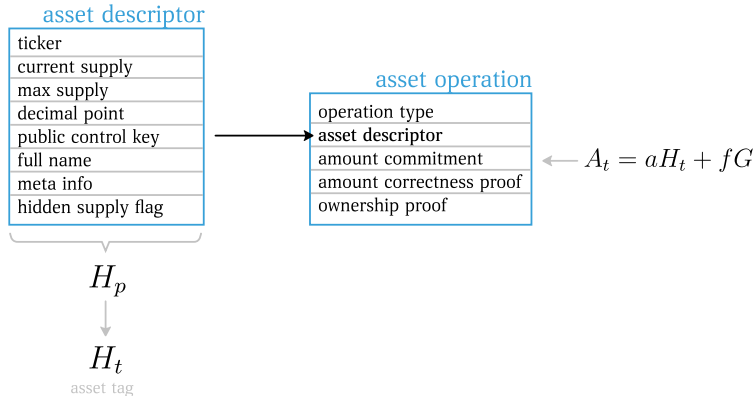 asset descriptor
ticker
current supply
max supply
decimal point
public control key
full name
meta info
hidden supply flag
H_p
H_t
asset tag
asset operation
operation type
asset descriptor
amount commitment
amount correctness proof
ownership proof
A_t = aH_t + fG